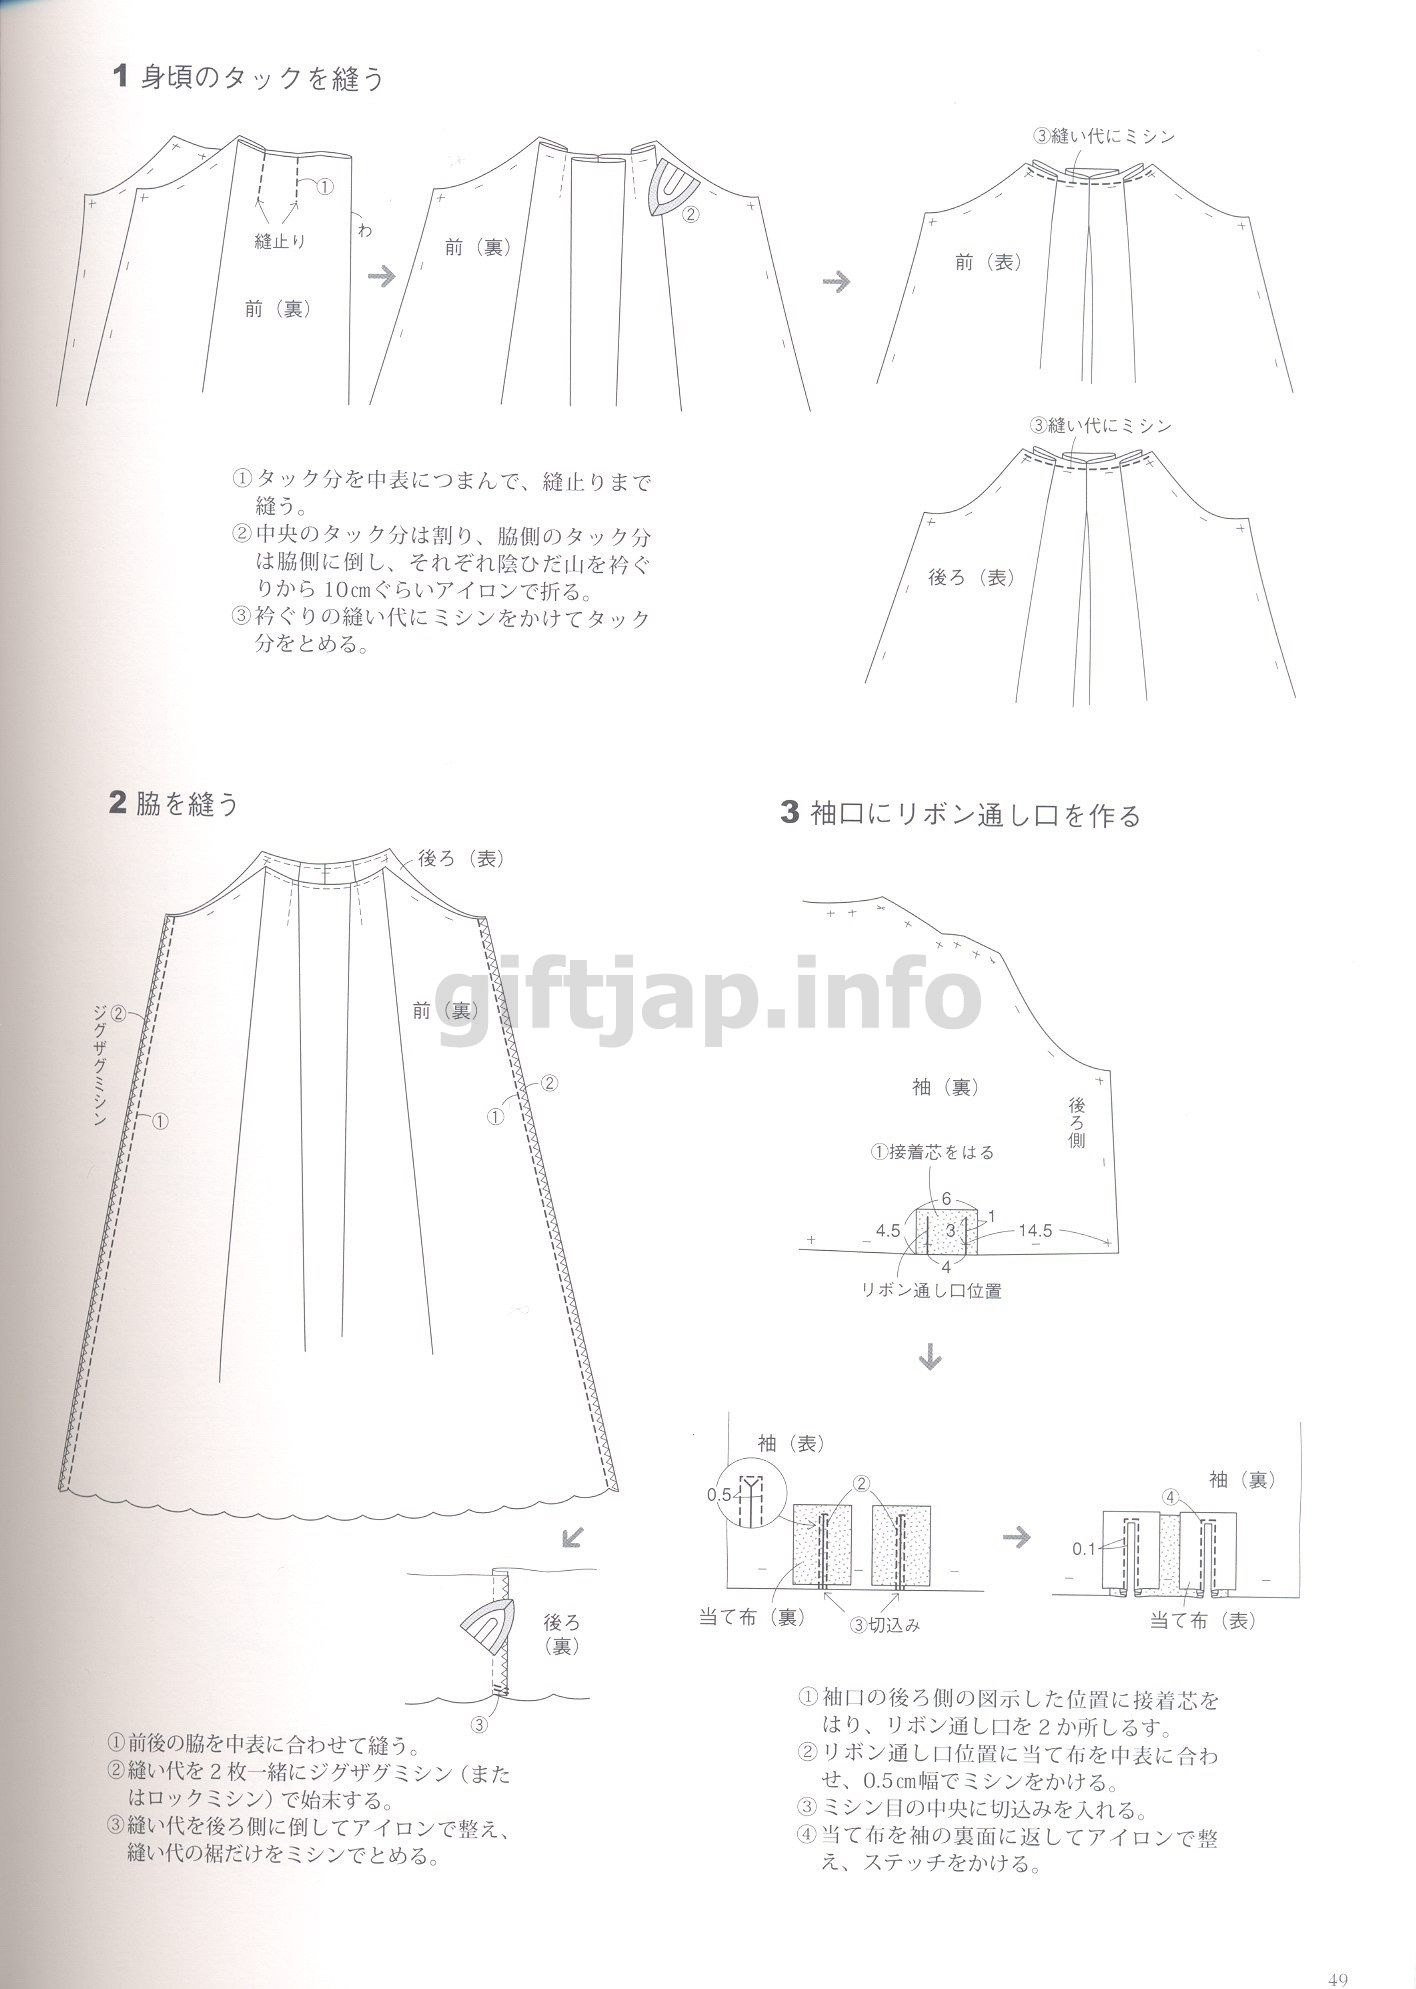 1 身頃のタックを縫う
③縫い代にミシン
①
縫止り
わ
前（裏）
前（裏）
②
前（表）
③縫い代にミシン
後ろ（表）
①タック分を中表につまんで、縫止りまで
縫う。
②中央のタック分は割り、脇側のタック分
は脇側に倒し、それぞれ陰ひだ山を衿ぐ
りから10cmぐらいアイロンで折る。
③衿ぐりの縫い代にミシンをかけてタック
分をとめる。
2 脇を縫う
後ろ（表）
前（裏）
②
ジグザグミシン
①
②
①
後ろ
（裏）
③
①前後の脇を中表に合わせて縫う。
②縫い代を2枚一緒にジグザグミシン（また
はロックミシン）で始末する。
③縫い代を後ろ側に倒してアイロンで整え、
縫い代の裾だけをミシンでとめる。
giftjap.info
3 袖口にリボン通し口を作る
袖（裏）
後ろ側
①接着芯をはる
6
4.5
3
1
14.5
4
リボン通し口位置
袖（表）
0.5
②
当て布（裏）
③切込み
袖（裏）
④
0.1
当て布（表）
①袖口の後ろ側の図示した位置に接着芯を
はり、リボン通し口を2か所しるす。
②リボン通し口位置に当て布を中表に合わ
せ、0.5cm幅でミシンをかける。
③ミシン目の中央に切込みを入れる。
④当て布を袖の裏面に返してアイロンで整
え、ステッチをかける。
49